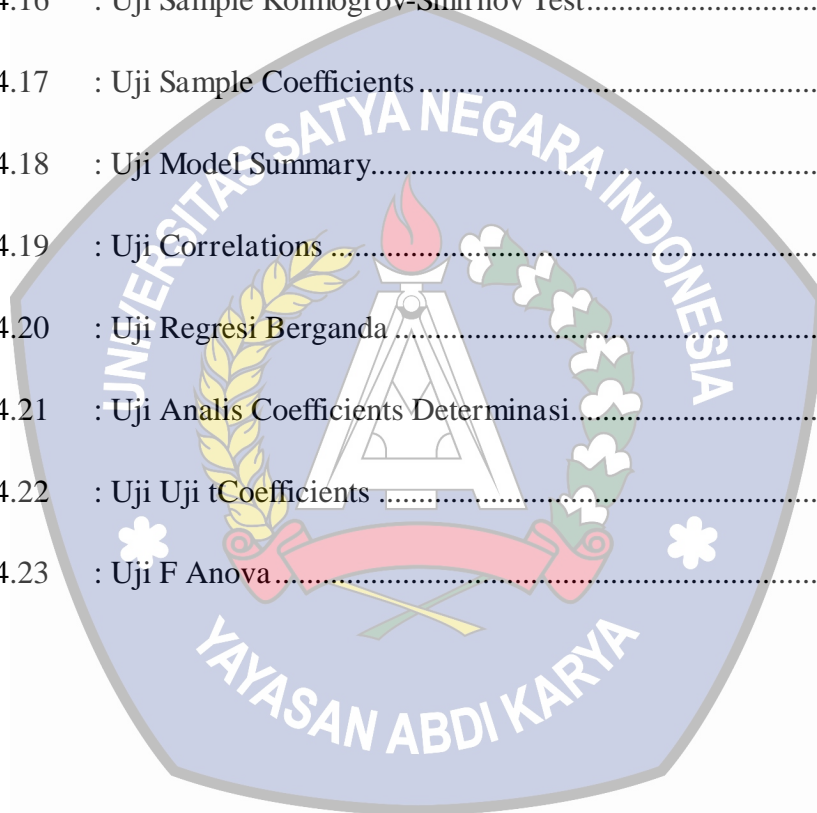 4.16 : Uji Sample Kolmogrov-Smirnov Test........................
4.17 : Uji Sample Coefficients........................
4.18 : Uji Model Summary........................
4.19 : Uji Correlations ........................
4.20 : Uji Regresi Berganda ........................
4.21 : Uji Analis Coefficients Determinasi........................
4.22 : Uji Uji tCoefficients ........................
4.23 : Uji F Anova........................
UNIVERSITAS SATYA NEGARA INDONESIA
YAYASAN ABDI KARYA